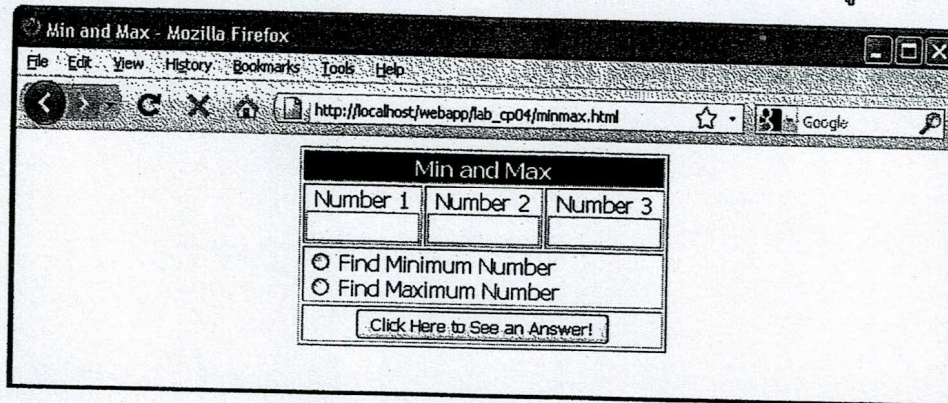 Min and Max - Mozilla Firefox
File Edit View History Bookmarks Tools Help
http://localhost/webapp/lab_cp04/minmax.html
Google
Min and Max
Number 1 Number 2 Number 3
Find Minimum Number
Find Maximum Number
Click Here to See an Answer!